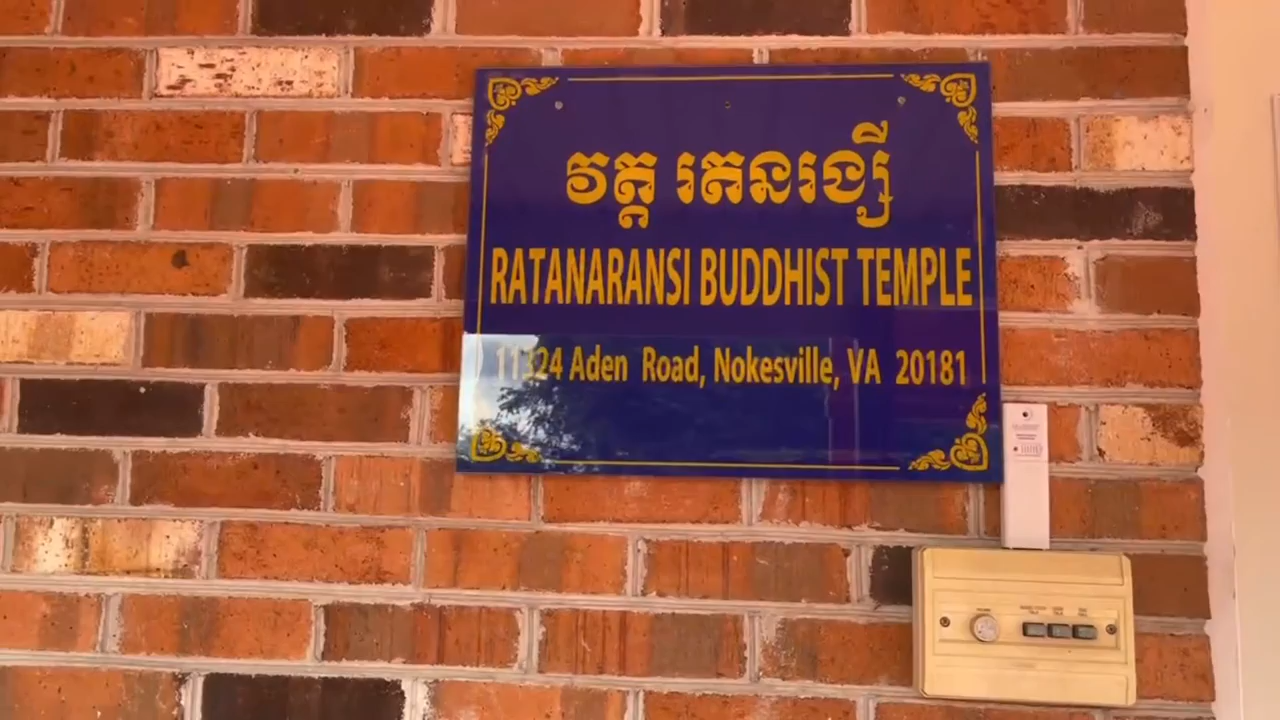 វត្ត រតនរង្ស៊ី
RATANARANSI BUDDHIST TEMPLE
11324 Aden Road, Nokesville, VA 20181